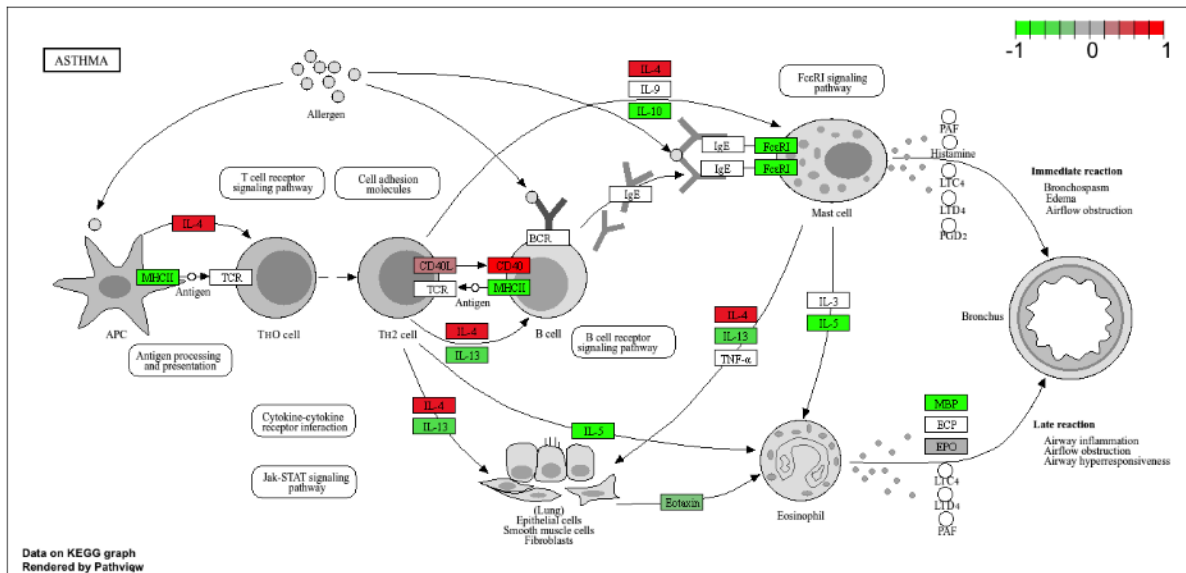 -1 0 1
ASTHMA
Allergen
IL-4
IL-9
IL-10
FcεRI signaling
pathway
T cell receptor
signaling pathway
Cell adhesion
molecules
IgE
FcεRI
IgE
FcεRI
IgE
Mast cell
PAF
Histamine
LTC4
LTD4
PGD2
Immediate reaction
Bronchospasm
Edema
Airflow obstruction
IL-4
MHCII
Antigen
TCR
APC
TH0 cell
CD40L
CD40
TCR
Antigen
MHCII
BCR
TH2 cell
B cell
IL-4
IL-13
B cell receptor
signaling pathway
Antigen processing
and presentation
IL-4
IL-13
TNF-α
IL-3
IL-5
Bronchus
Cytokine-cytokine
receptor interaction
IL-4
IL-13
IL-5
Jak-STAT signaling
pathway
(Lung)
Epithelial cells
Smooth muscle cells
Fibroblasts
Eotaxin
Eosinophil
MBP
ECP
EPO
LTC4
LTD4
PAF
Late reaction
Airway inflammation
Airflow obstruction
Airway hyperresponsiveness
Data on KEGG graph
Rendered by Pathview